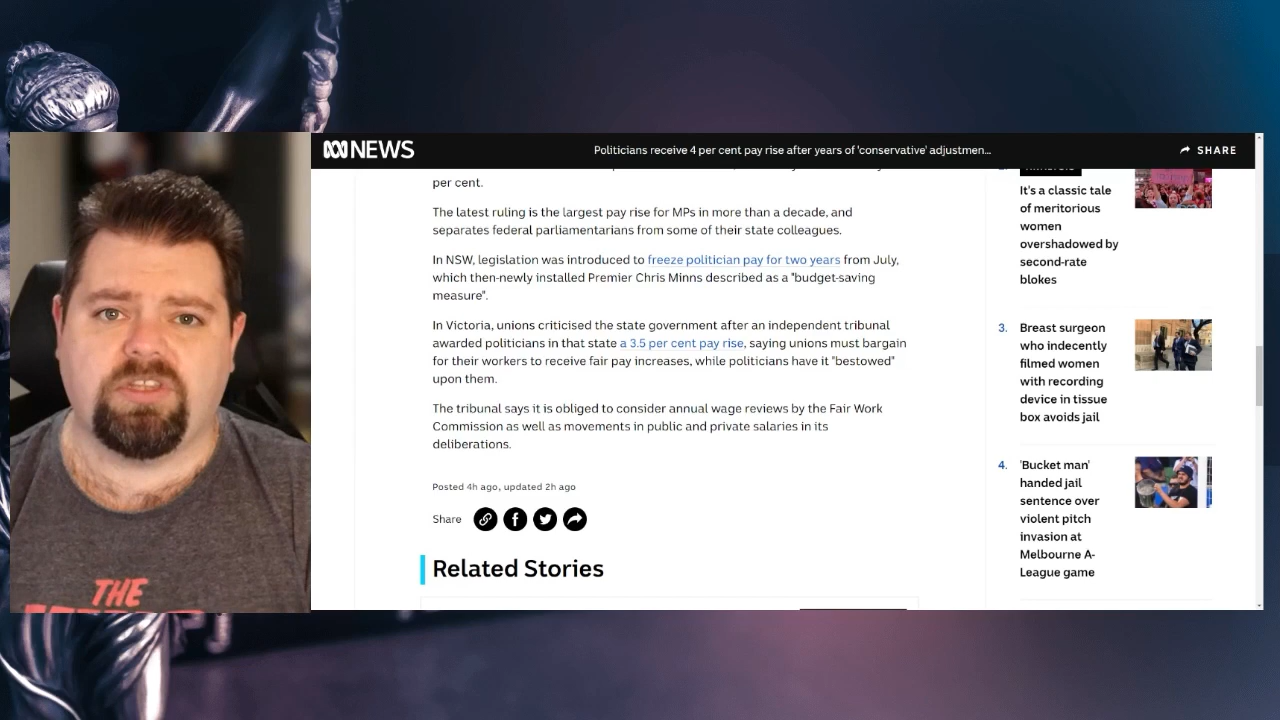 NEWS
Politicians receive 4 per cent pay rise after years of 'conservative' adjustmen...
SHARE
per cent.
The latest ruling is the largest pay rise for MPs in more than a decade, and
separates federal parliamentarians from some of their state colleagues.
In NSW, legislation was introduced to freeze politician pay for two years from July,
which then-newly installed Premier Chris Minns described as a "budget-saving
measure".
In Victoria, unions criticised the state government after an independent tribunal
awarded politicians in that state a 3.5 per cent pay rise, saying unions must bargain
for their workers to receive fair pay increases, while politicians have it "bestowed"
upon them.
The tribunal says it is obliged to consider annual wage reviews by the Fair Work
Commission as well as movements in public and private salaries in its
deliberations.
Posted 4h ago, updated 2h ago
Share
Related Stories
It's a classic tale
of meritorious
women
overshadowed by
second-rate
blokes
3. Breast surgeon
who indecently
filmed women
with recording
device in tissue
box avoids jail
4. 'Bucket man'
handed jail
sentence over
violent pitch
invasion at
Melbourne A-
League game
THE